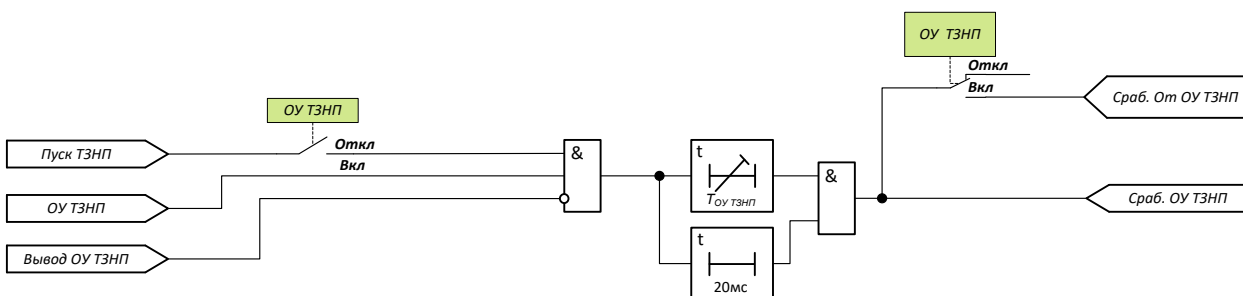 ОУ ТЗНП
Откл
Вкл
Сраб. От ОУ ТЗНП
ОУ ТЗНП
Откл
Вкл
Пуск ТЗНП
ОУ ТЗНП
Вывод ОУ ТЗНП
&
t
TОУ ТЗНП
t
20мс
&
Сраб. ОУ ТЗНП